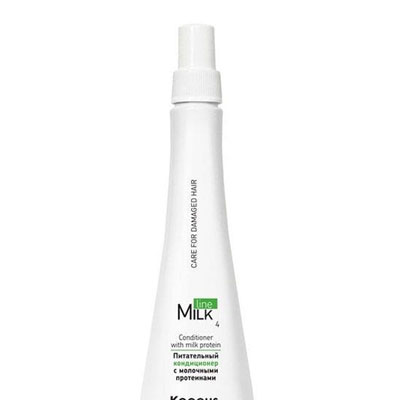 CARE FOR DAMAGED HAIR
line
MILK
4
Conditioner
with milk protein
Питательный
кондиционер
с молочными
протеинами